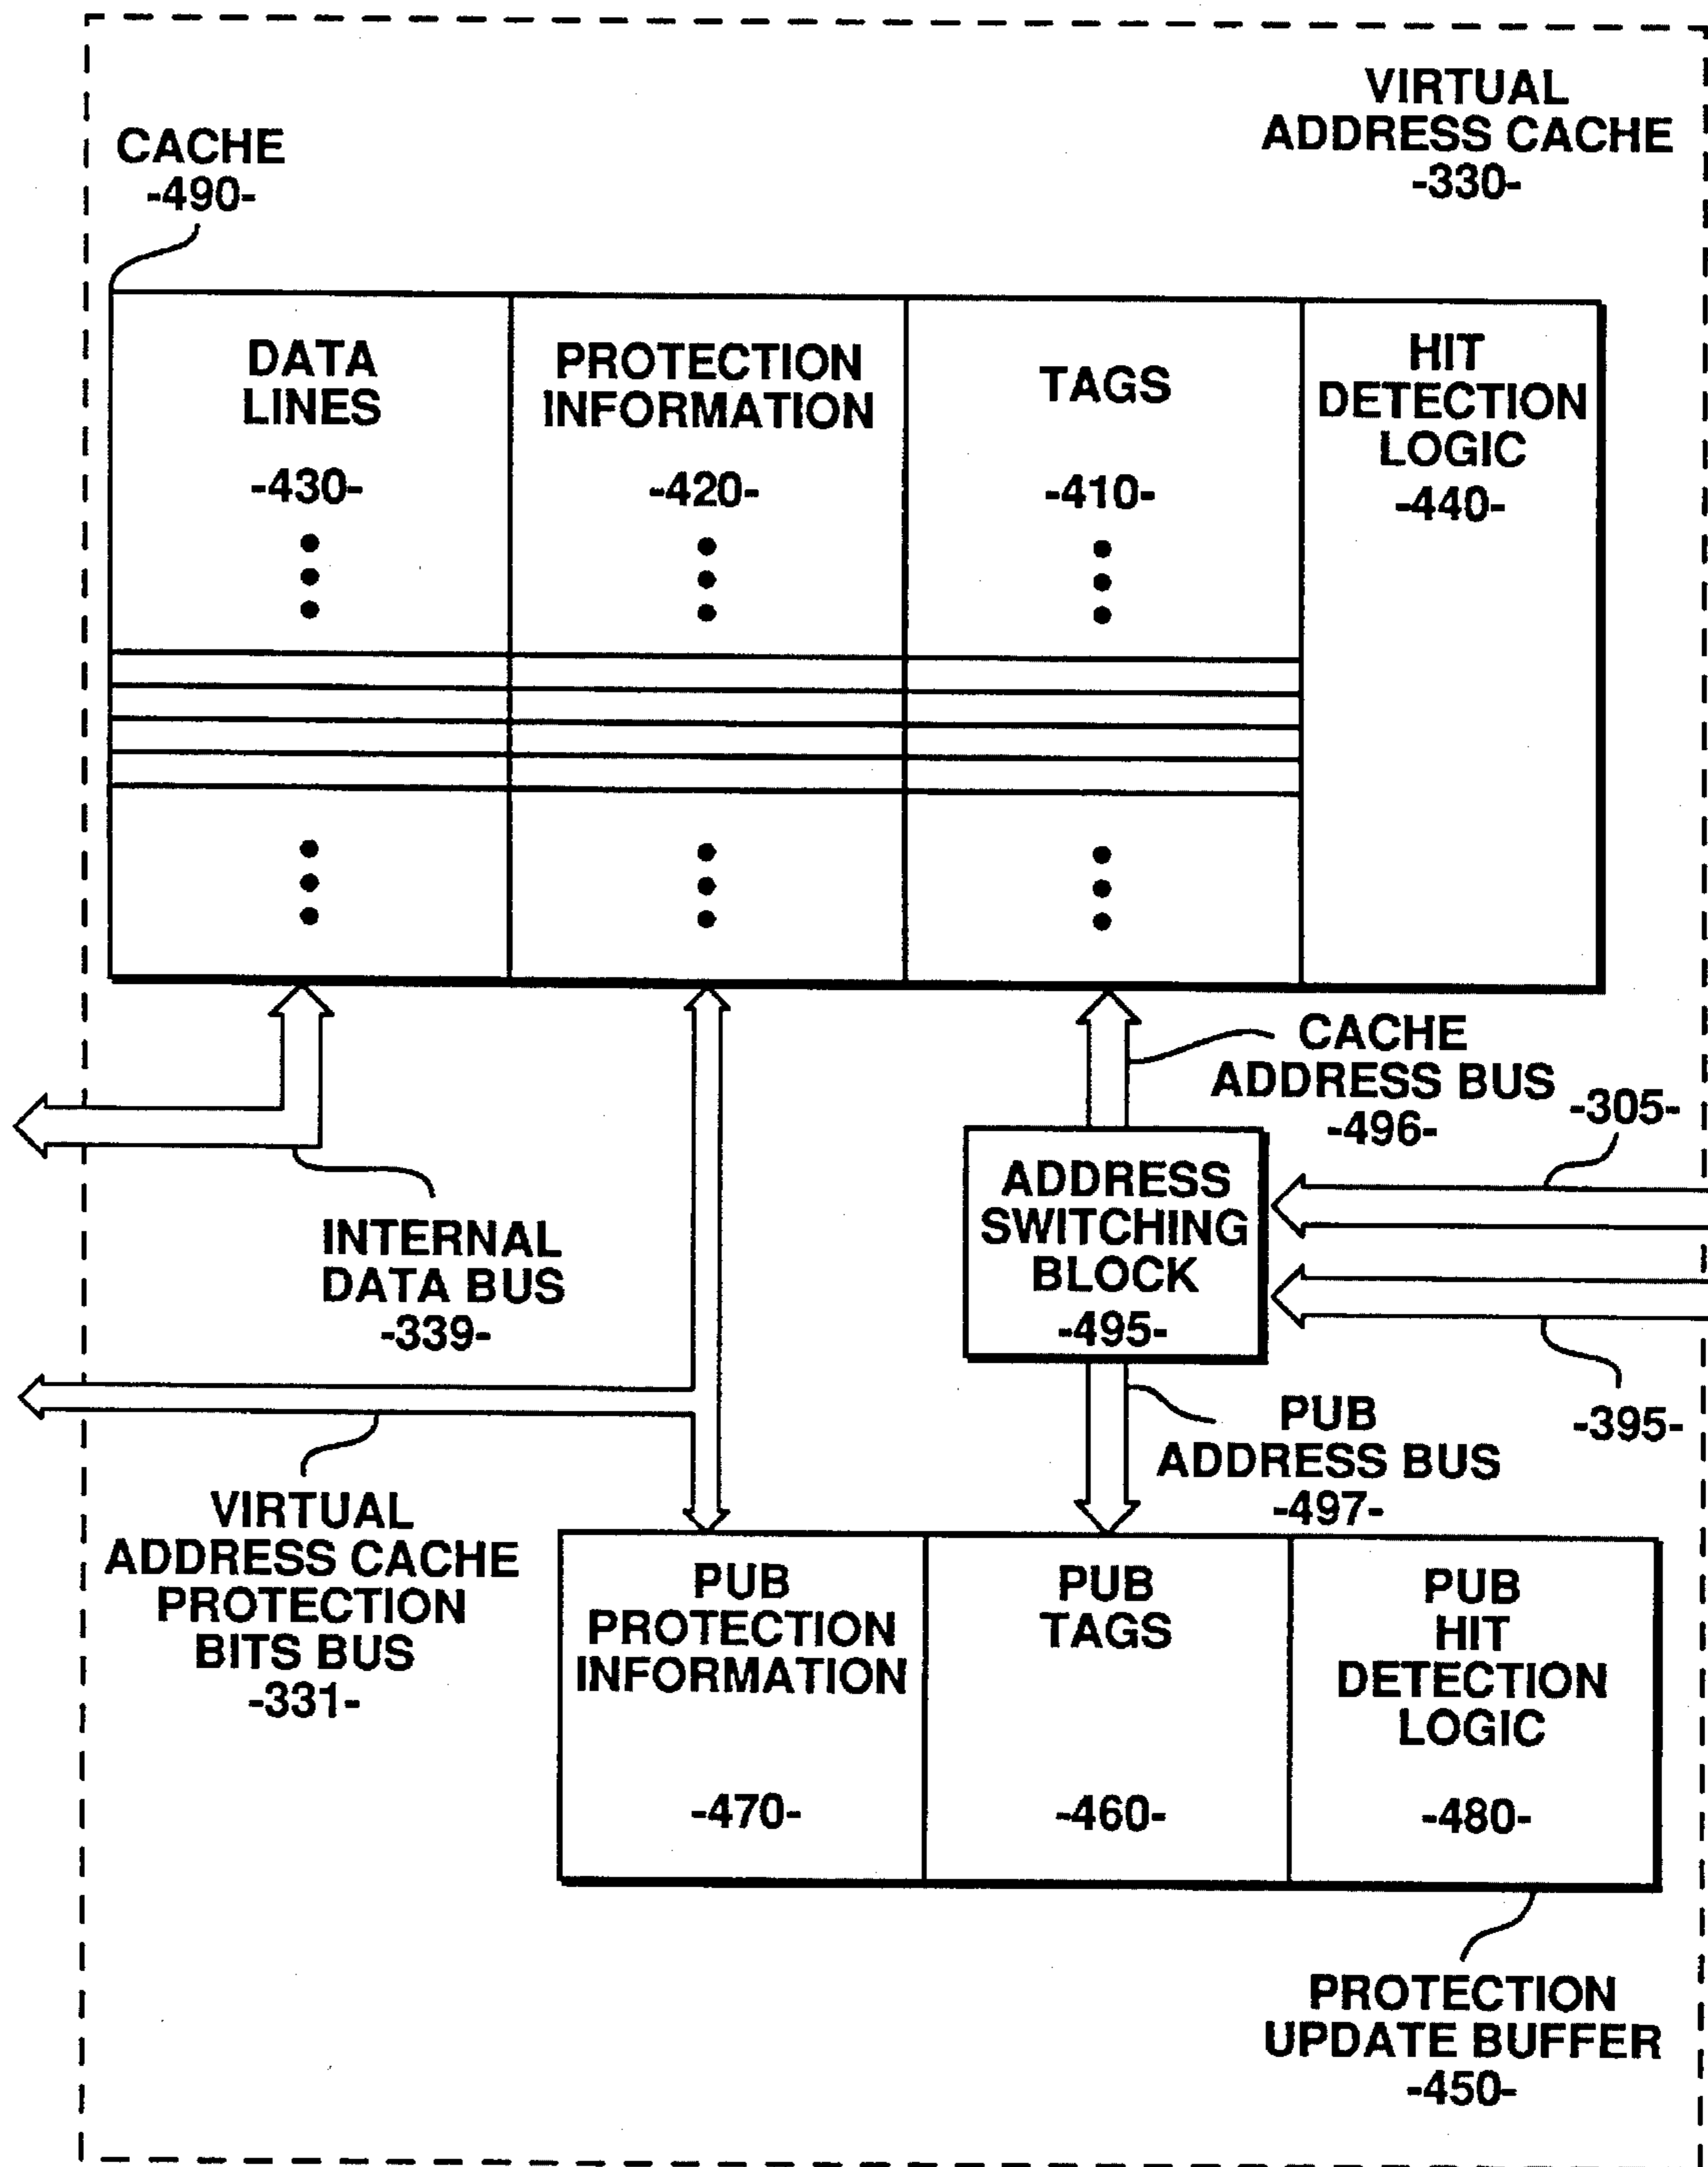 VIRTUAL
ADDRESS CACHE
-330-
CACHE
-490-
DATA
LINES
-430-
PROTECTION
INFORMATION
-420-
TAGS
-410-
HIT
DETECTION
LOGIC
-440-
CACHE
ADDRESS BUS
-496-
-305-
ADDRESS
SWITCHING
BLOCK
-495-
INTERNAL
DATA BUS
-339-
-395-
PUB
ADDRESS BUS
-497-
VIRTUAL
ADDRESS CACHE
PROTECTION
BITS BUS
-331-
PUB
PROTECTION
INFORMATION
-470-
PUB
TAGS
-460-
PUB
HIT
DETECTION
LOGIC
-480-
PROTECTION
UPDATE BUFFER
-450-